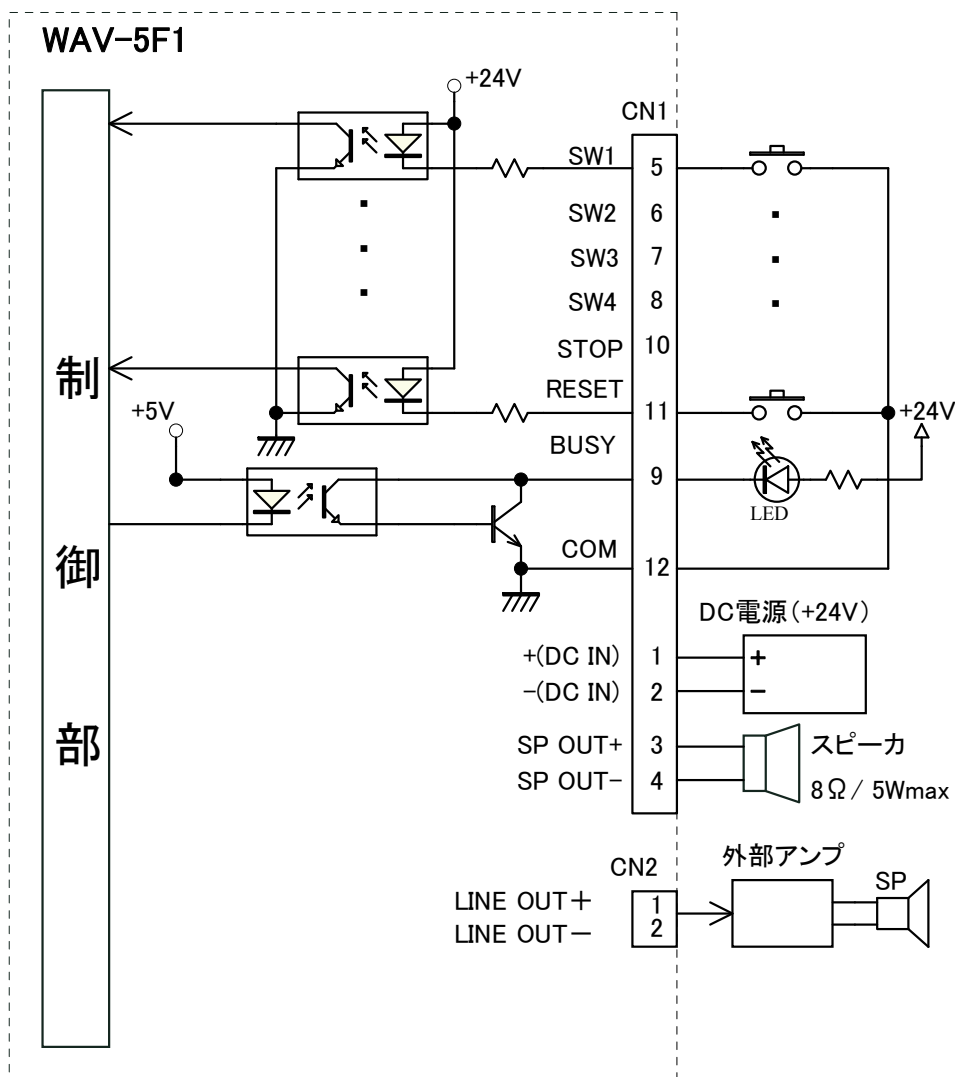 WAV-5F1
+24V
CN1
SW1
5
SW2
6
SW3
7
SW4
8
STOP
10
RESET
11
+24V
+5V
BUSY
9
LED
COM
12
制御部
DC電源(+24V)
+(DC IN)
1
+
-(DC IN)
2
−
SP OUT+
3
スピーカ
SP OUT-
4
8Ω/ 5Wmax
CN2
外部アンプ
SP
LINE OUT+
1
LINE OUT−
2